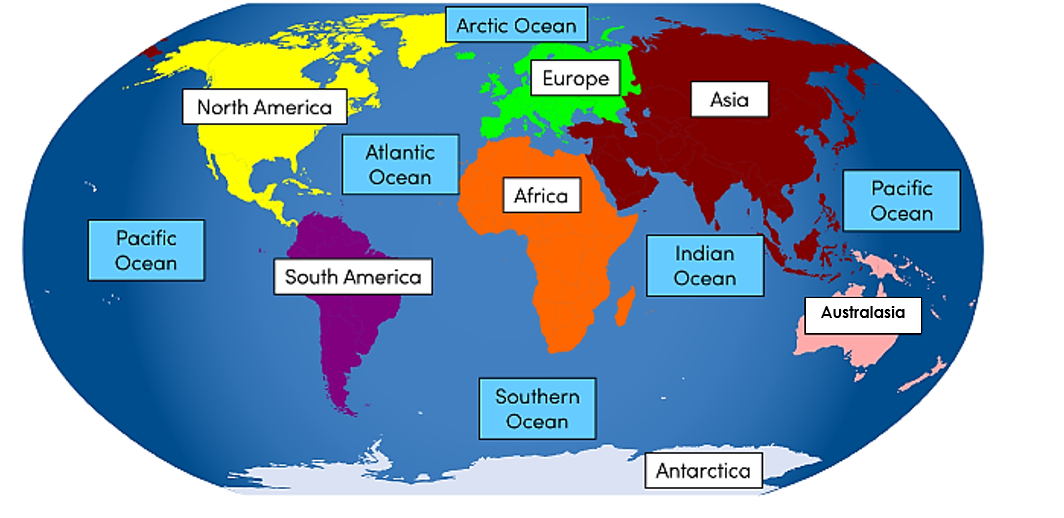 Arctic Ocean
Europe
Asia
North America
Atlantic
Ocean
Africa
Pacific
Ocean
Pacific
Ocean
Indian
Ocean
South America
Australasia
Southern
Ocean
Antarctica